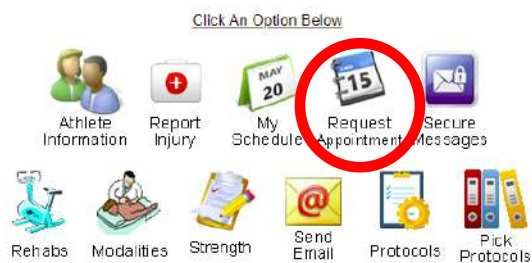 Click An Option Below
MAY
20
15
Athlete Information
Report Injury
My Schedule
Request Appointment
Secure Messages
@
Rehabs
Modalities
Strength
Send Email
Protocols
Pick Protocols